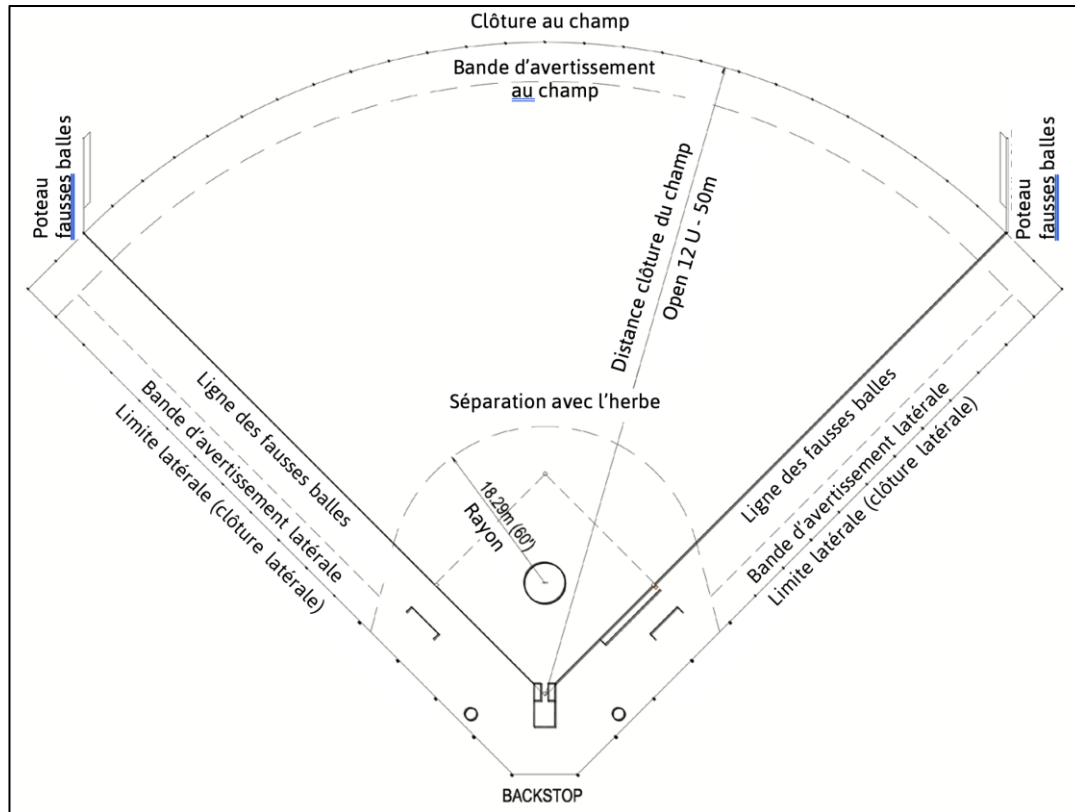 Clôture au champ
Bande d’avertissement
au champ
Poteau
fausses balles
Poteau
fausses balles
Distance clôture du champ
Open 12 U - 50m
Séparation avec l’herbe
18.29m (60')
Rayon
Ligne des fausses balles
Bande d’avertissement latérale
Limite latérale (clôture latérale)
Ligne des fausses balles
Bande d’avertissement latérale
Limite latérale (clôture latérale)
BACKSTOP